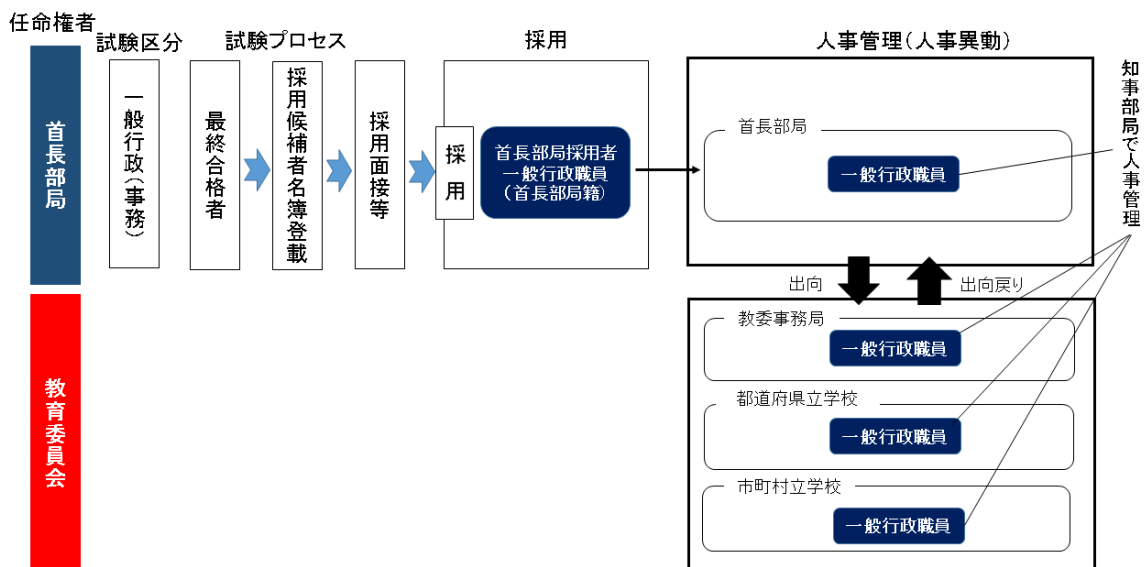 任命権者
試験区分
試験プロセス
採用
人事管理(人事異動)
首長部局
一般行政(事務)
最終合格者
採用候補者名簿登載
採用面接等
採用
首長部局採用者
一般行政職員
(首長部局籍)
首長部局
一般行政職員
知事部局で人事管理
出向
出向戻り
教育委員会
教委事務局
一般行政職員
都道府県立学校
一般行政職員
市町村立学校
一般行政職員